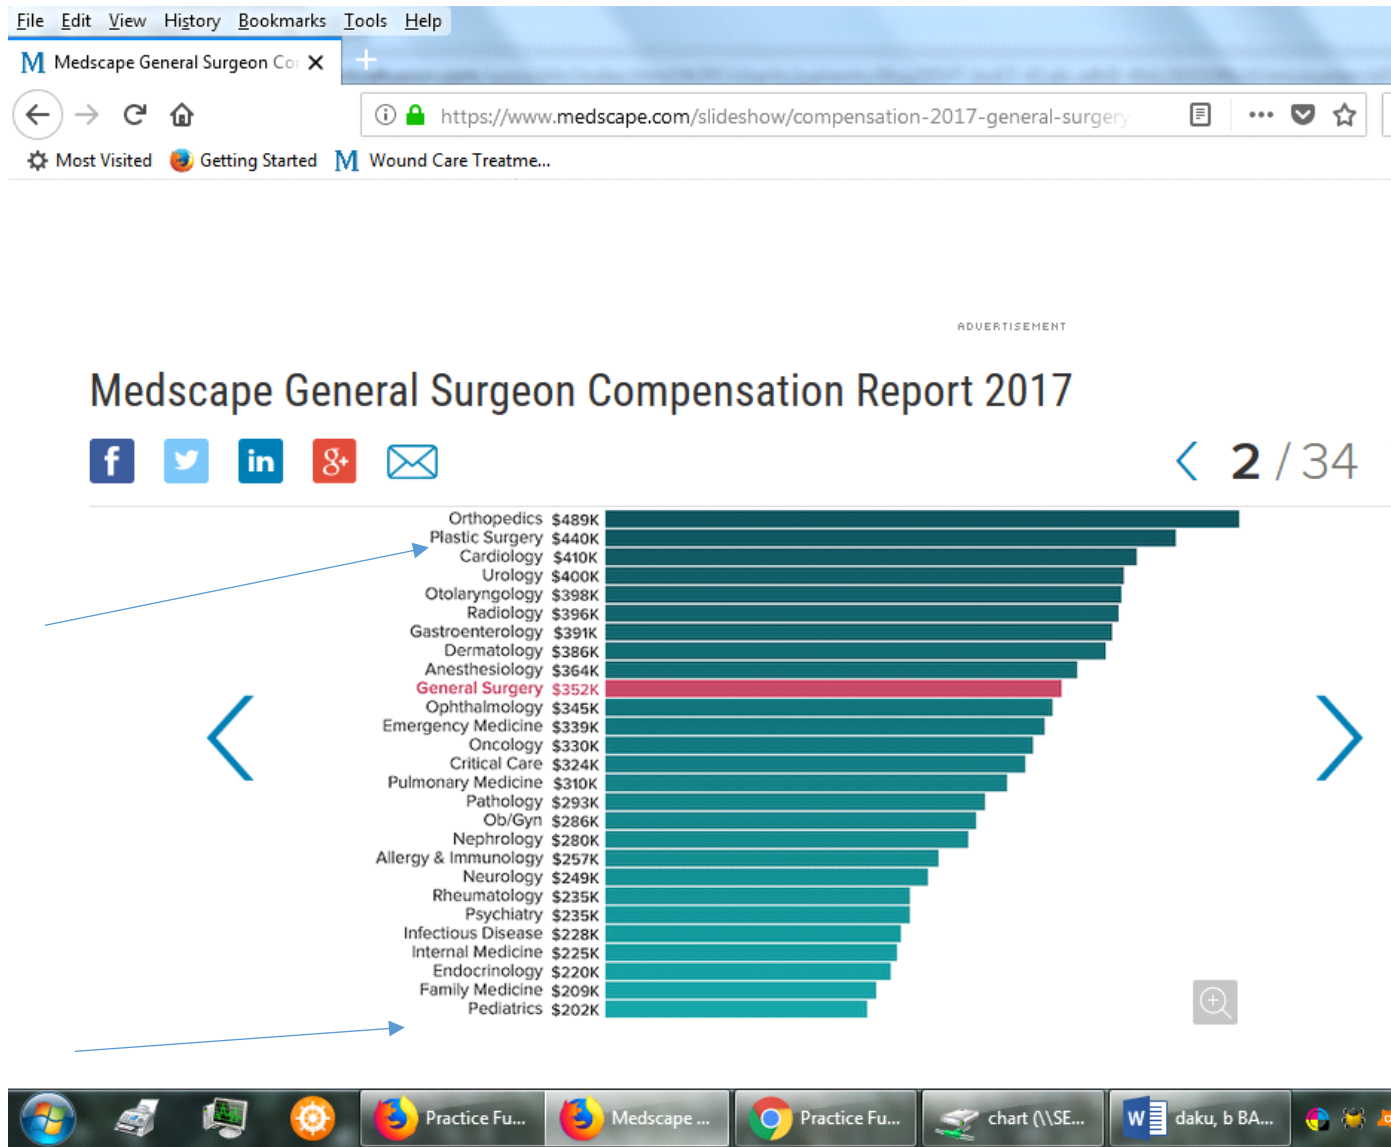 File Edit View History Bookmarks Tools Help
M Medscape General Surgeon Co
https://www.medscape.com/slideshow/compensation-2017-general-surgery
Most Visited Getting Started M Wound Care Treatme...
ADVERTISEMENT
Medscape General Surgeon Compensation Report 2017
f in g+ 2 / 34
Orthopedics $489K
Plastic Surgery $440K
Cardiology $410K
Urology $400K
Otolaryngology $398K
Radiology $396K
Gastroenterology $391K
Dermatology $386K
Anesthesiology $364K
General Surgery $352K
Ophthalmology $345K
Emergency Medicine $339K
Oncology $330K
Critical Care $324K
Pulmonary Medicine $310K
Pathology $293K
Ob/Gyn $286K
Nephrology $280K
Allergy & Immunology $257K
Neurology $249K
Rheumatology $235K
Psychiatry $235K
Infectious Disease $228K
Internal Medicine $225K
Endocrinology $220K
Family Medicine $209K
Pediatrics $202K
Practice Fu... Medscape ... Practice Fu... chart (\\SE... W daku, b BA...